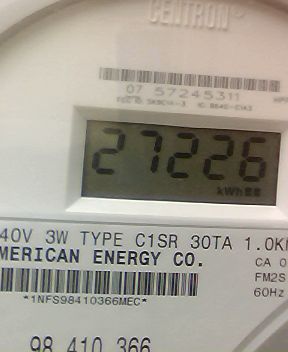 CENTRON®
07 57245311
27226
kWh
40V 3W TYPE C1SR 30TA 1.0K
MERICAN ENERGY CO.
CA 0
FM2S
60Hz
*1NFS98410366MEC*
98 410 366